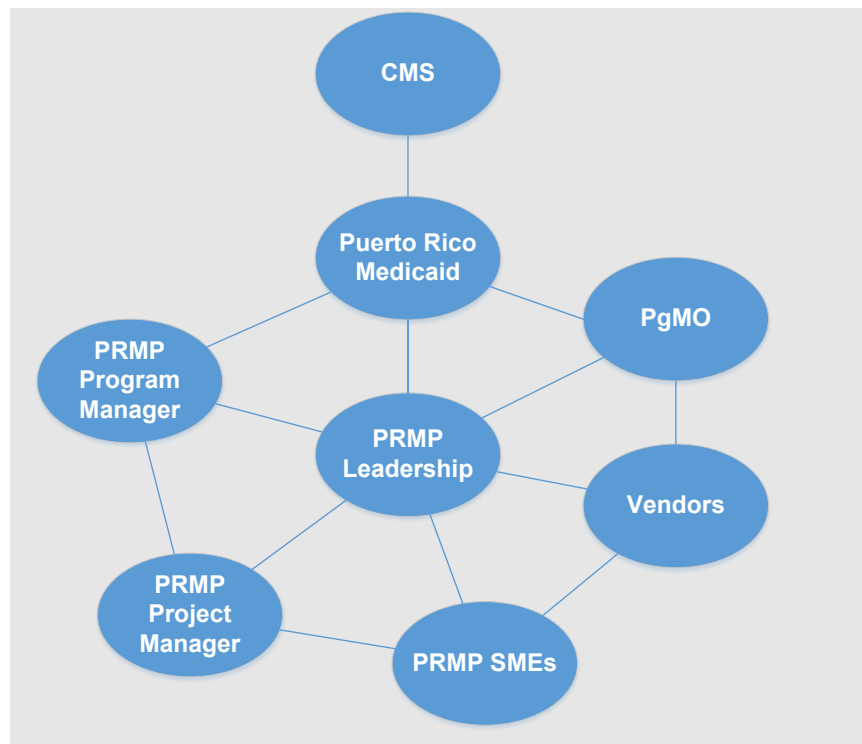 CMS
Puerto Rico
Medicaid
PgMO
PRMP
Program
Manager
PRMP
Leadership
Vendors
PRMP
Project
Manager
PRMP SMEs